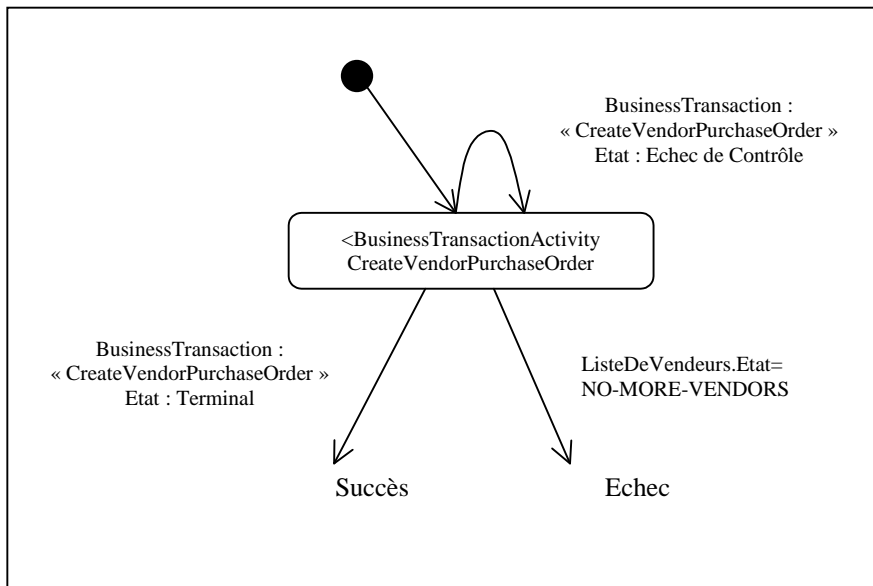 BusinessTransaction :
« CreateVendorPurchaseOrder »
Etat : Echec de Contrôle
<BusinessTransactionActivity
CreateVendorPurchaseOrder
BusinessTransaction :
« CreateVendorPurchaseOrder »
Etat : Terminal
ListeDeVendeurs.Etat=
NO-MORE-VENDORS
Succès
Echec